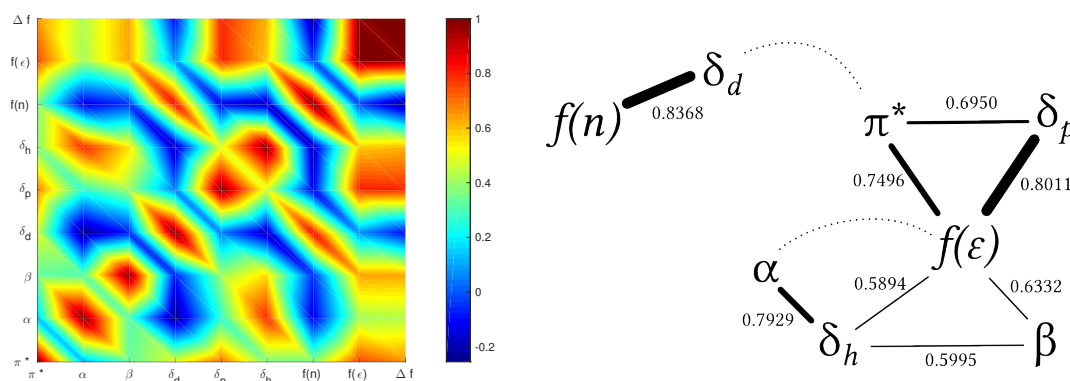 Δ f
f( ϵ)
f(n)
δh
δp
δd
β
α
π *
π * α β δd δp δh f(n) f(ϵ) Δ f
1
0.8
0.6
0.4
0.2
0
-0.2
f(n) δd
0.8368
π* δp
0.6950
0.7496
0.8011
f(ε)
α
0.5894
0.6332
0.7929
δh β
0.5995